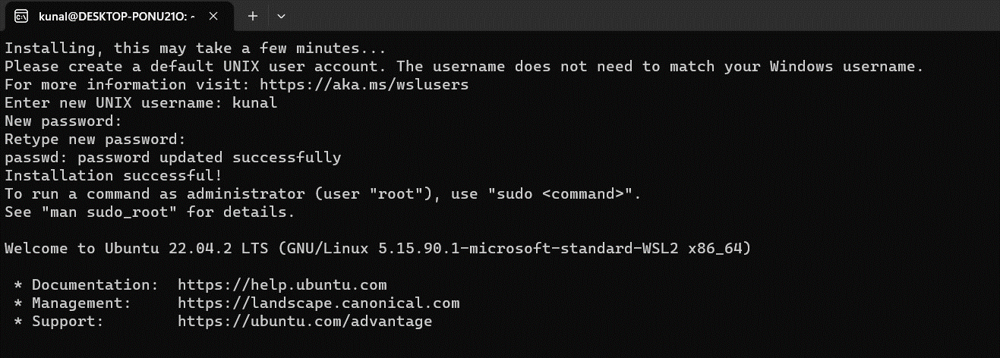 kunal@DESKTOP-PONU21O: ~
Installing, this may take a few minutes...
Please create a default UNIX user account. The username does not need to match your Windows username.
For more information visit: https://aka.ms/wslusers
Enter new UNIX username: kunal
New password:
Retype new password:
passwd: password updated successfully
Installation successful!
To run a command as administrator (user "root"), use "sudo <command>".
See "man sudo_root" for details.
Welcome to Ubuntu 22.04.2 LTS (GNU/Linux 5.15.90.1-microsoft-standard-WSL2 x86_64)
* Documentation: https://help.ubuntu.com
* Management: https://landscape.canonical.com
* Support: https://ubuntu.com/advantage